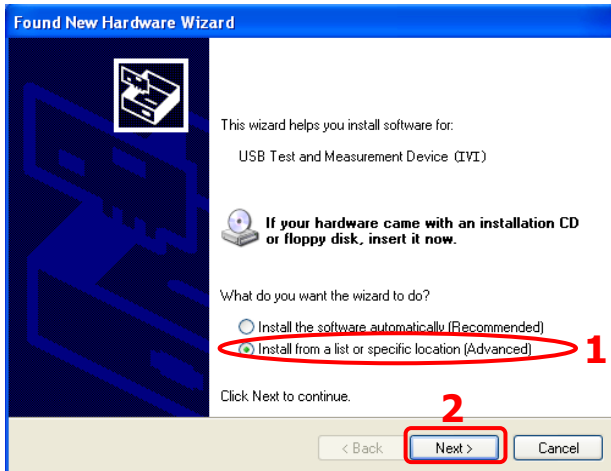 Found New Hardware Wizard
This wizard helps you install software for:
USB Test and Measurement Device (IVI)
If your hardware came with an installation CD
or floppy disk, insert it now.
What do you want the wizard to do?
Install the software automatically (Recommended)
Install from a list or specific location (Advanced)
1
Click Next to continue.
2
< Back
Next >
Cancel